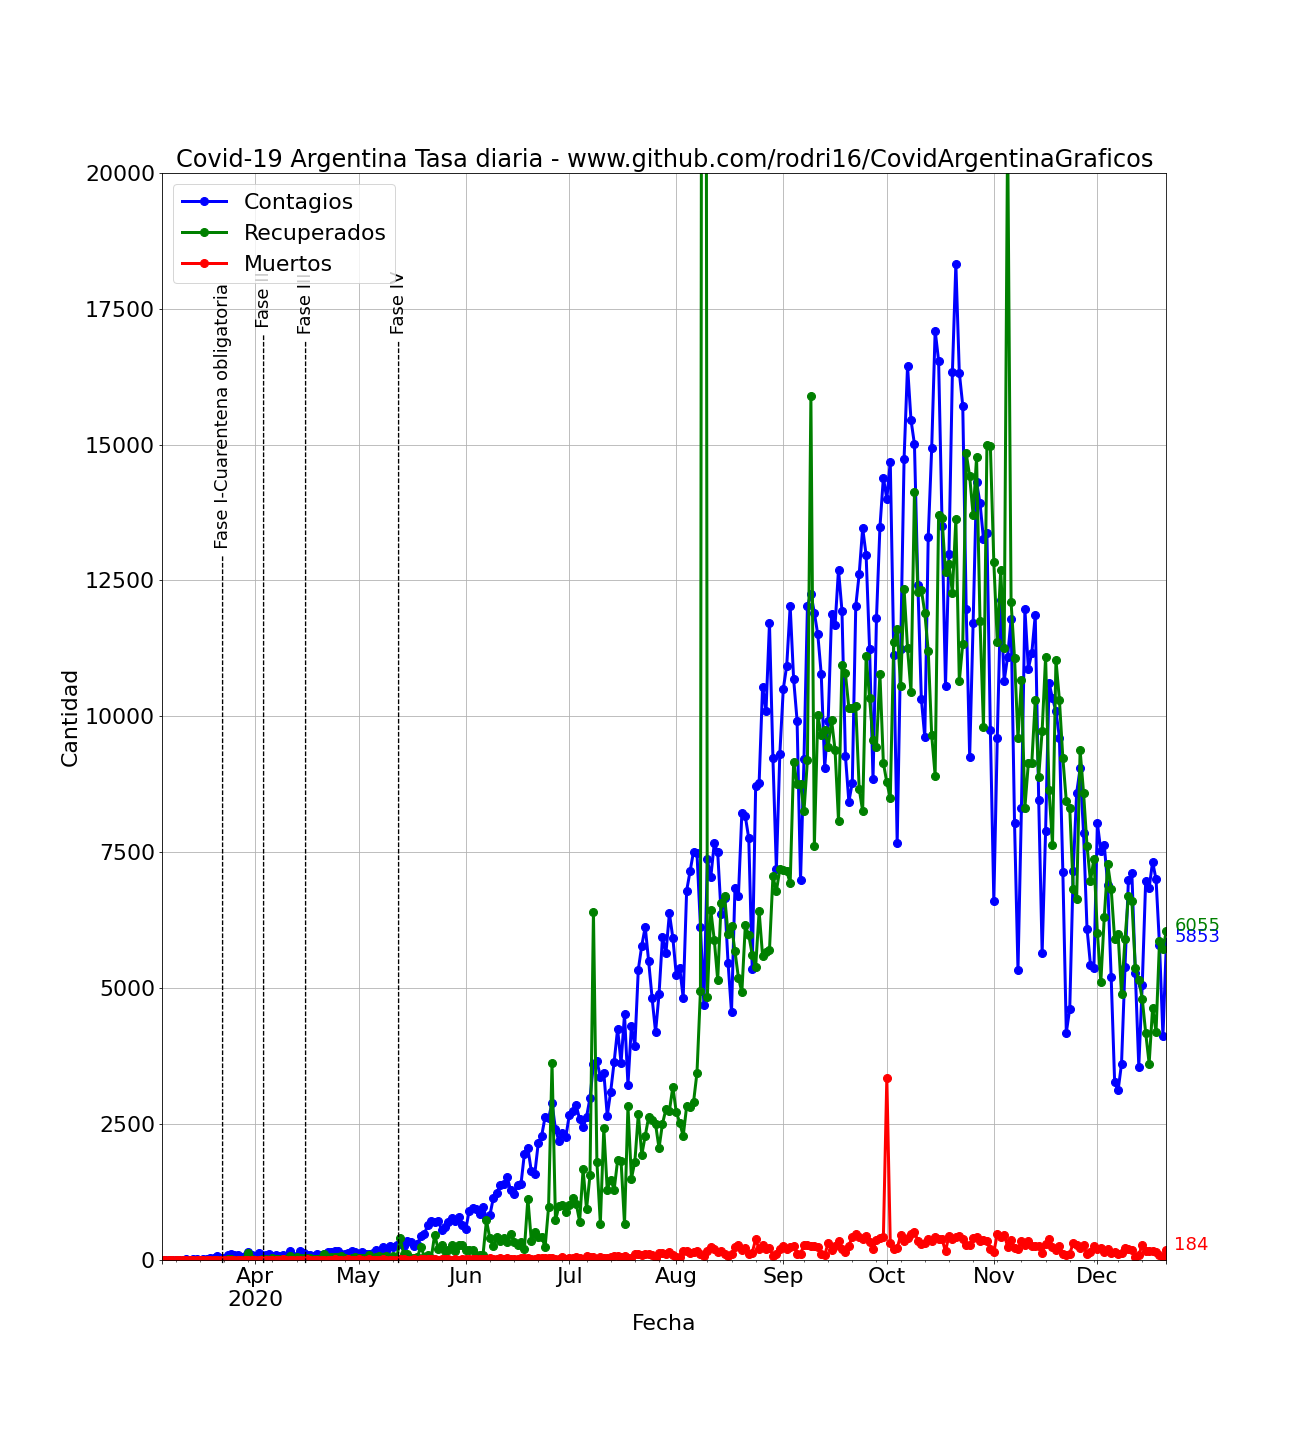 Covid-19 Argentina Tasa diaria - www.github.com/rodri16/CovidArgentinaGraficos
20000
17500
15000
12500
10000
7500
5000
2500
0
Cantidad
Contagios
Recuperados
Muertos
Fase I-Cuarentena obligatoria
Fase II
Fase III
Fase IV
6055
5853
184
Apr
2020
May
Jun
Jul
Aug
Sep
Oct
Nov
Dec
Fecha